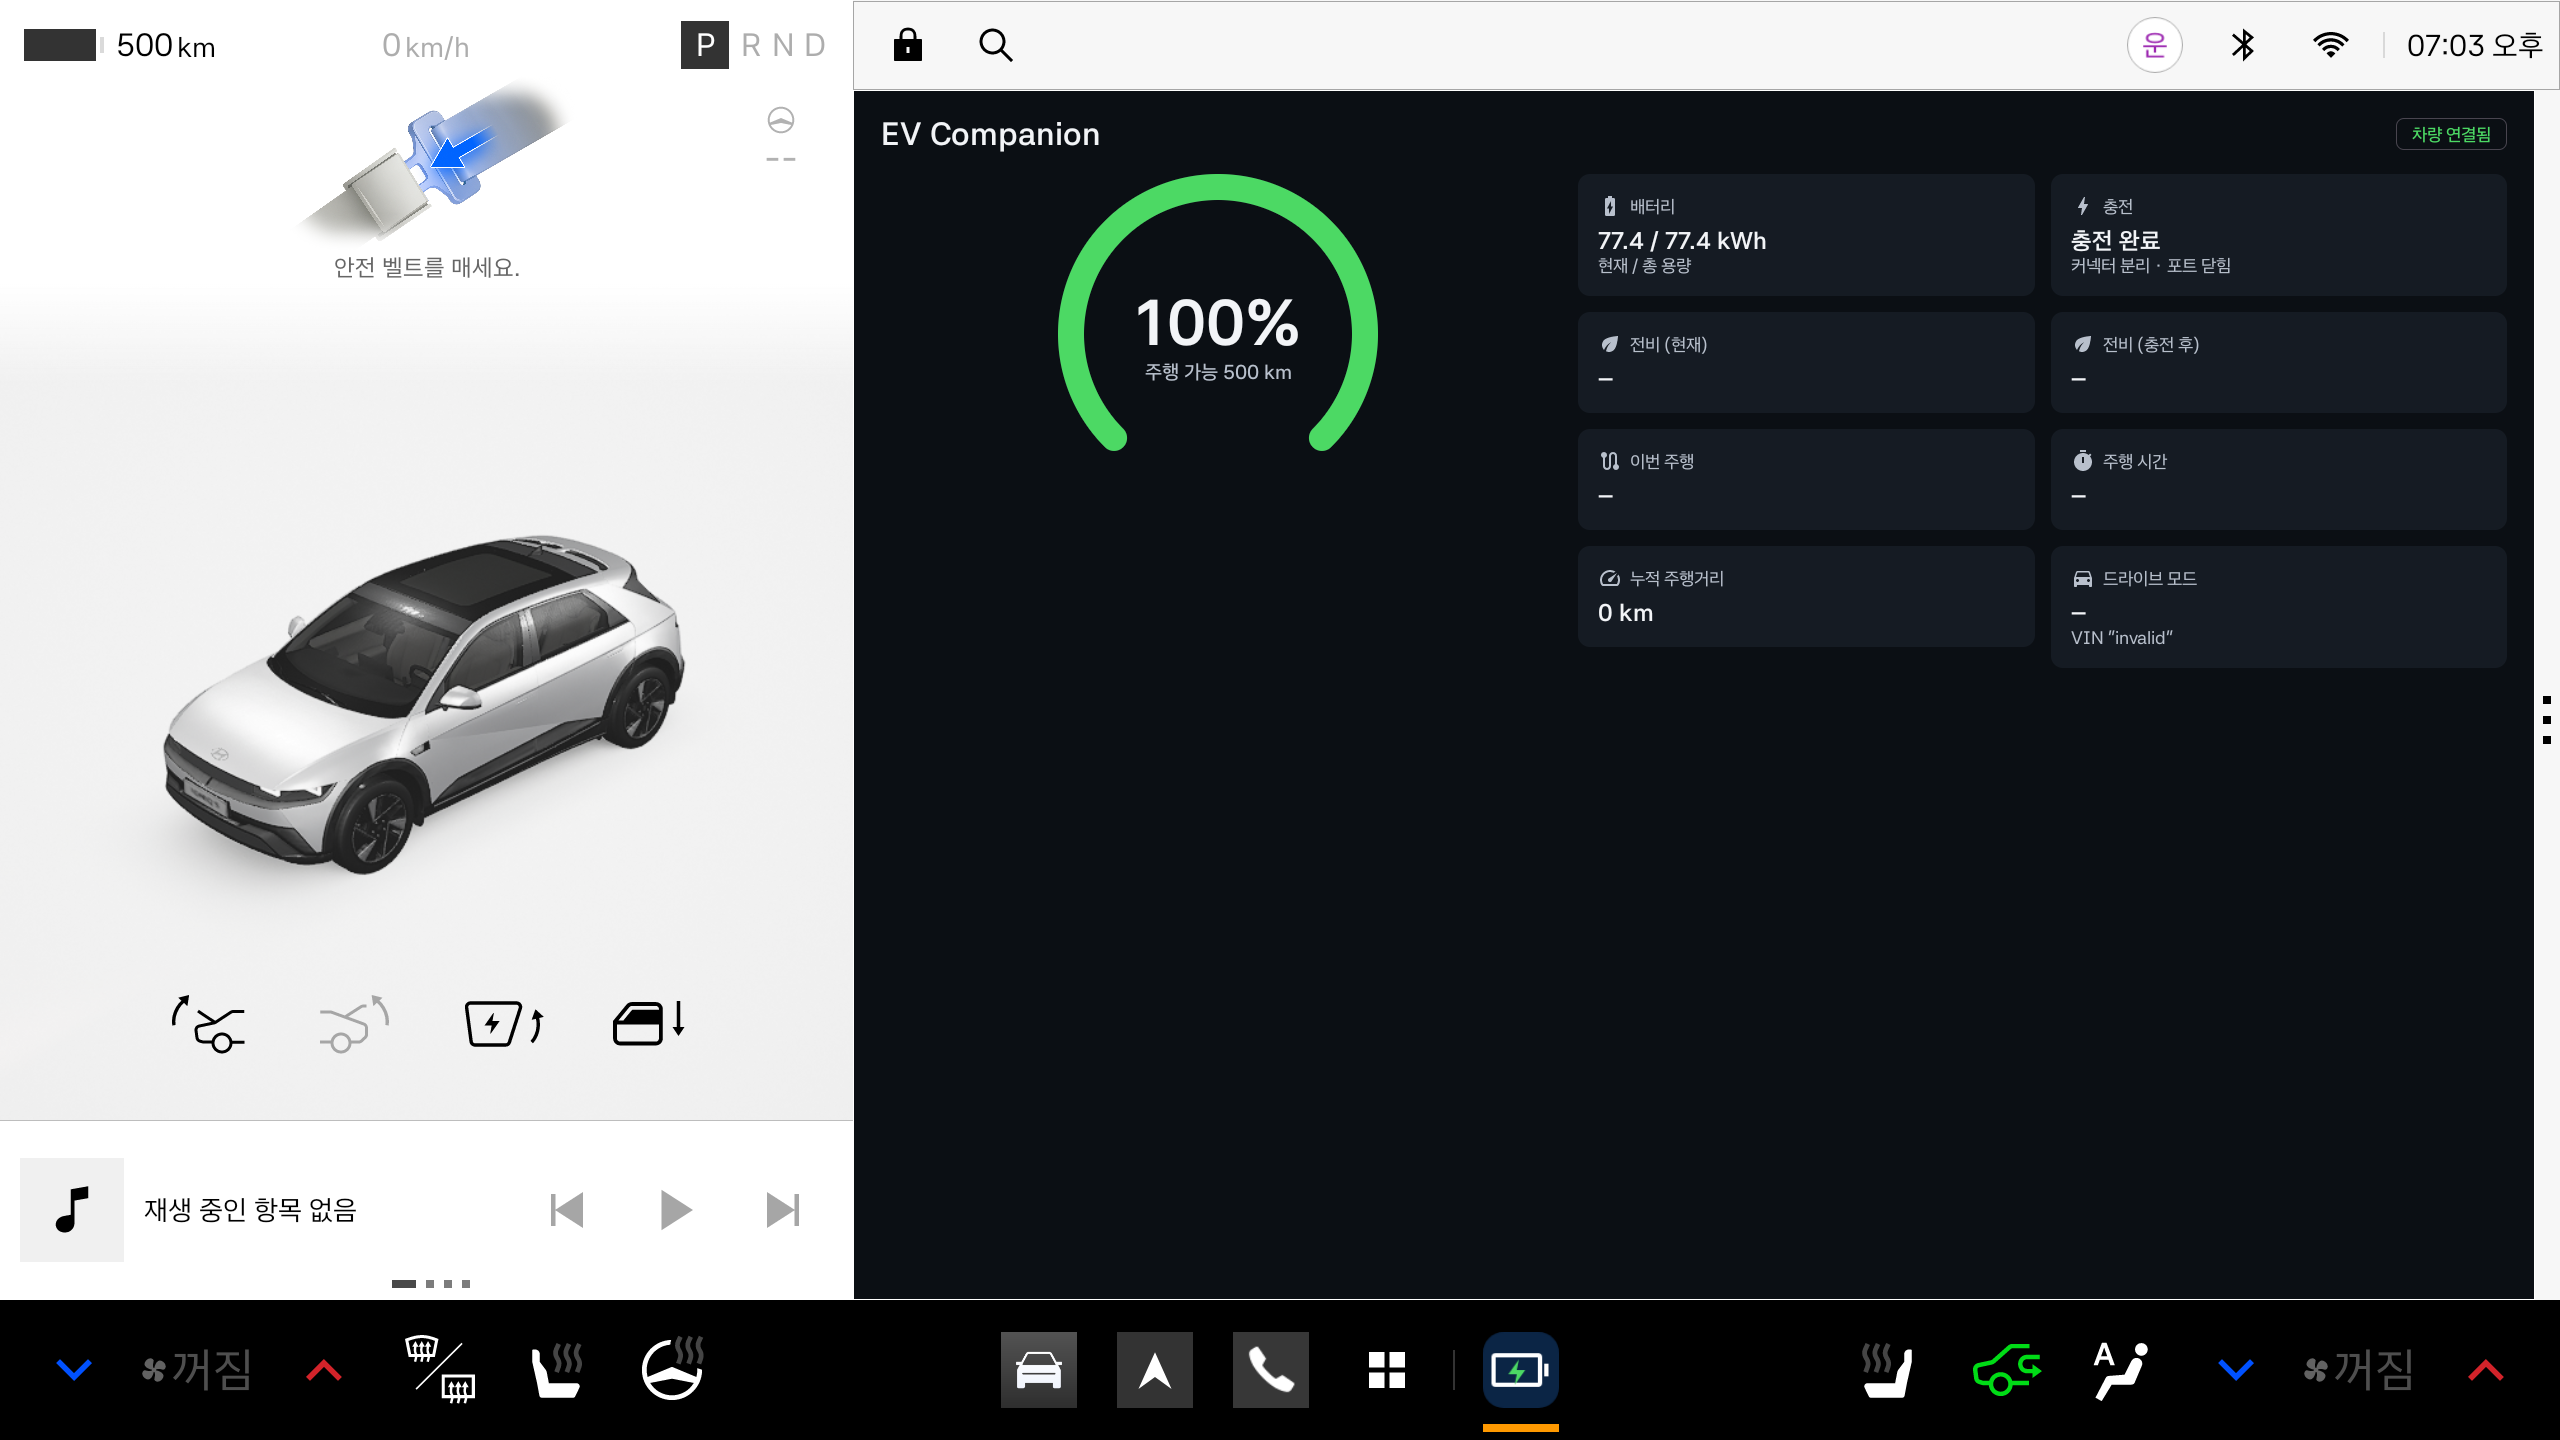 500 km
0 km/h
P R N D
운
07:03 오후
안전 벨트를 매세요.
EV Companion
차량 연결됨
100%
주행 가능 500 km
배터리
77.4 / 77.4 kWh
현재 / 총 용량
충전
충전 완료
커넥터 분리 · 포트 닫힘
전비 (현재)
–
전비 (충전 후)
–
이번 주행
–
주행 시간
–
누적 주행거리
0 km
드라이브 모드
–
VIN "invalid"
재생 중인 항목 없음
꺼짐
A
꺼짐